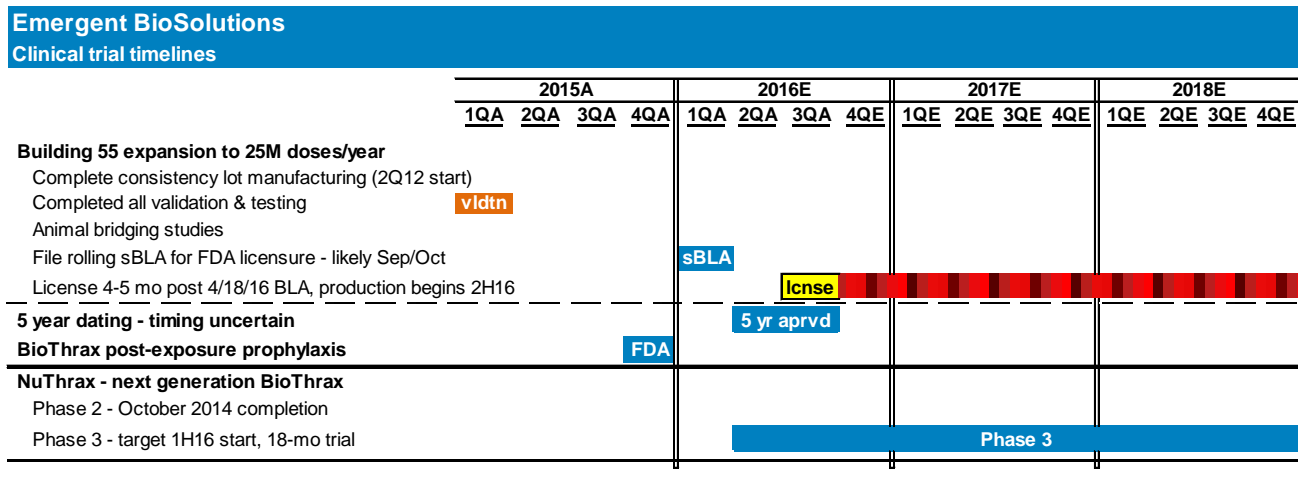 Emergent BioSolutions
Clinical trial timelines
2015A 2016E 2017E 2018E
1QA 2QA 3QA 4QA 1QA 2QA 3QA 4QE 1QE 2QE 3QE 4QE 1QE 2QE 3QE 4QE
Building 55 expansion to 25M doses/year
Complete consistency lot manufacturing (2Q12 start)
Completed all validation & testing vldtn
Animal bridging studies
File rolling sBLA for FDA licensure - likely Sep/Oct sBLA
License 4-5 mo post 4/18/16 BLA, production begins 2H16 lcnse
5 year dating - timing uncertain 5 yr aprvd
BioThrax post-exposure prophylaxis FDA
NuThrax - next generation BioThrax
Phase 2 - October 2014 completion
Phase 3 - target 1H16 start, 18-mo trial Phase 3